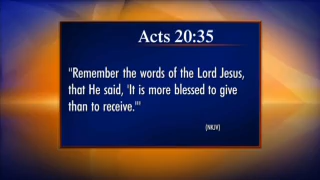 Acts 20:35
"Remember the words of the Lord Jesus,
that He said, 'It is more blessed to give
than to receive.'"
(NKJV)